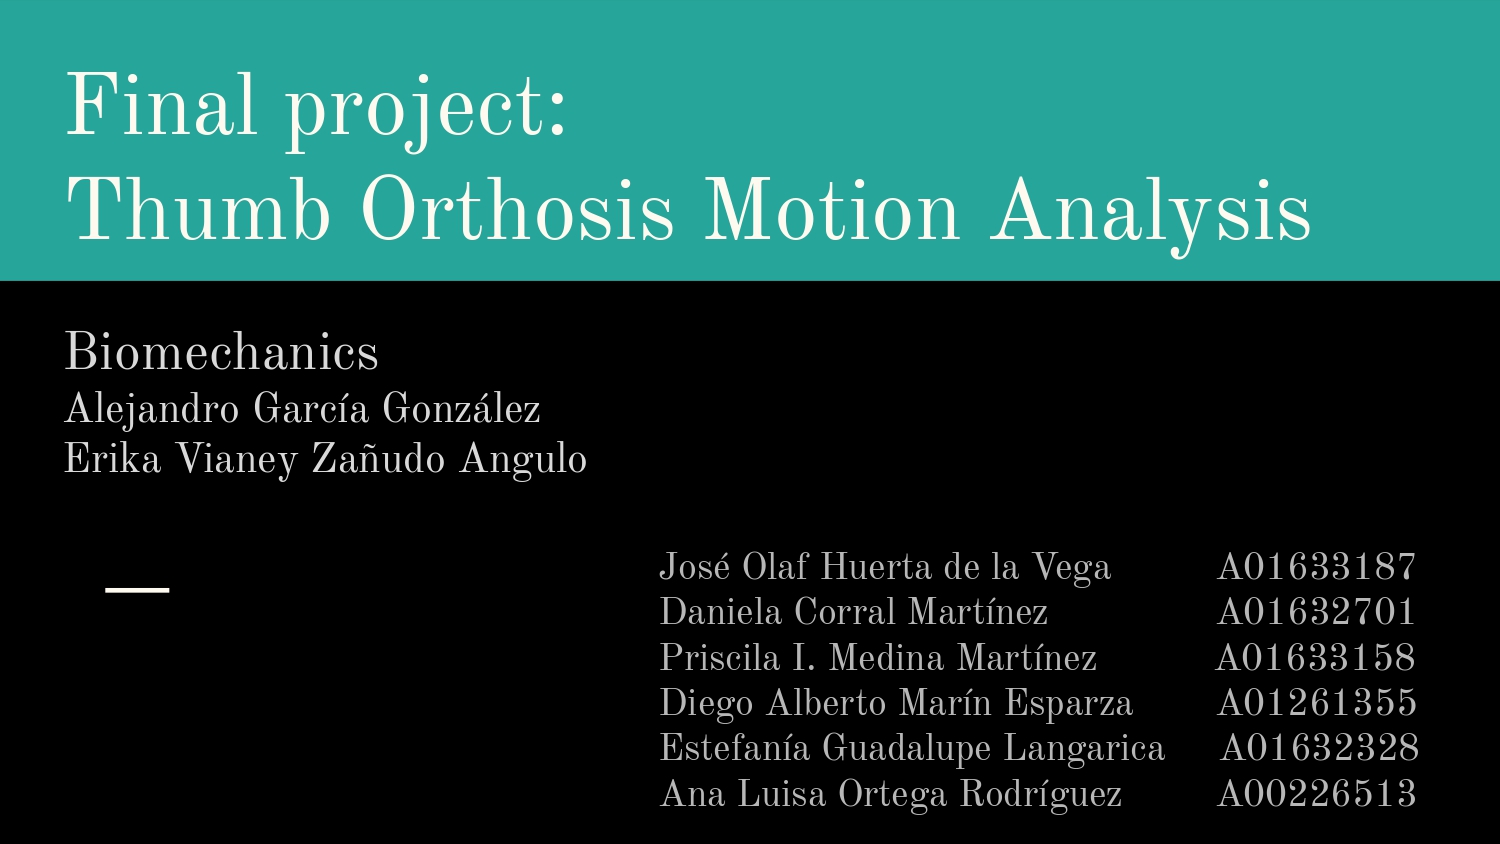 Final project:
Thumb Orthosis Motion Analysis
Biomechanics
Alejandro García González
Erika Vianey Zañudo Angulo
José Olaf Huerta de la Vega A01633187
Daniela Corral Martínez A01632701
Priscila I. Medina Martínez A01633158
Diego Alberto Marín Esparza A01261355
Estefanía Guadalupe Langarica A01632328
Ana Luisa Ortega Rodríguez A00226513